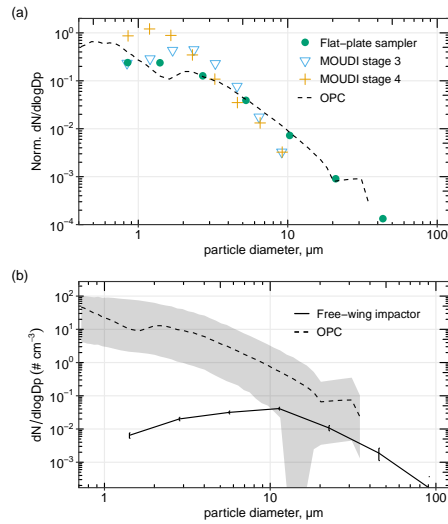 (a)
Norm. dN/dlogDp
10^0
10^-1
10^-2
10^-3
10^-4
Flat-plate sampler
MOUDI stage 3
MOUDI stage 4
OPC
1 10 100
particle diameter, µm
(b)
dN/dlogDp (# cm^-3)
10^2
10^1
10^0
10^-1
10^-2
10^-3
Free-wing impactor
OPC
1 10 100
particle diameter, µm